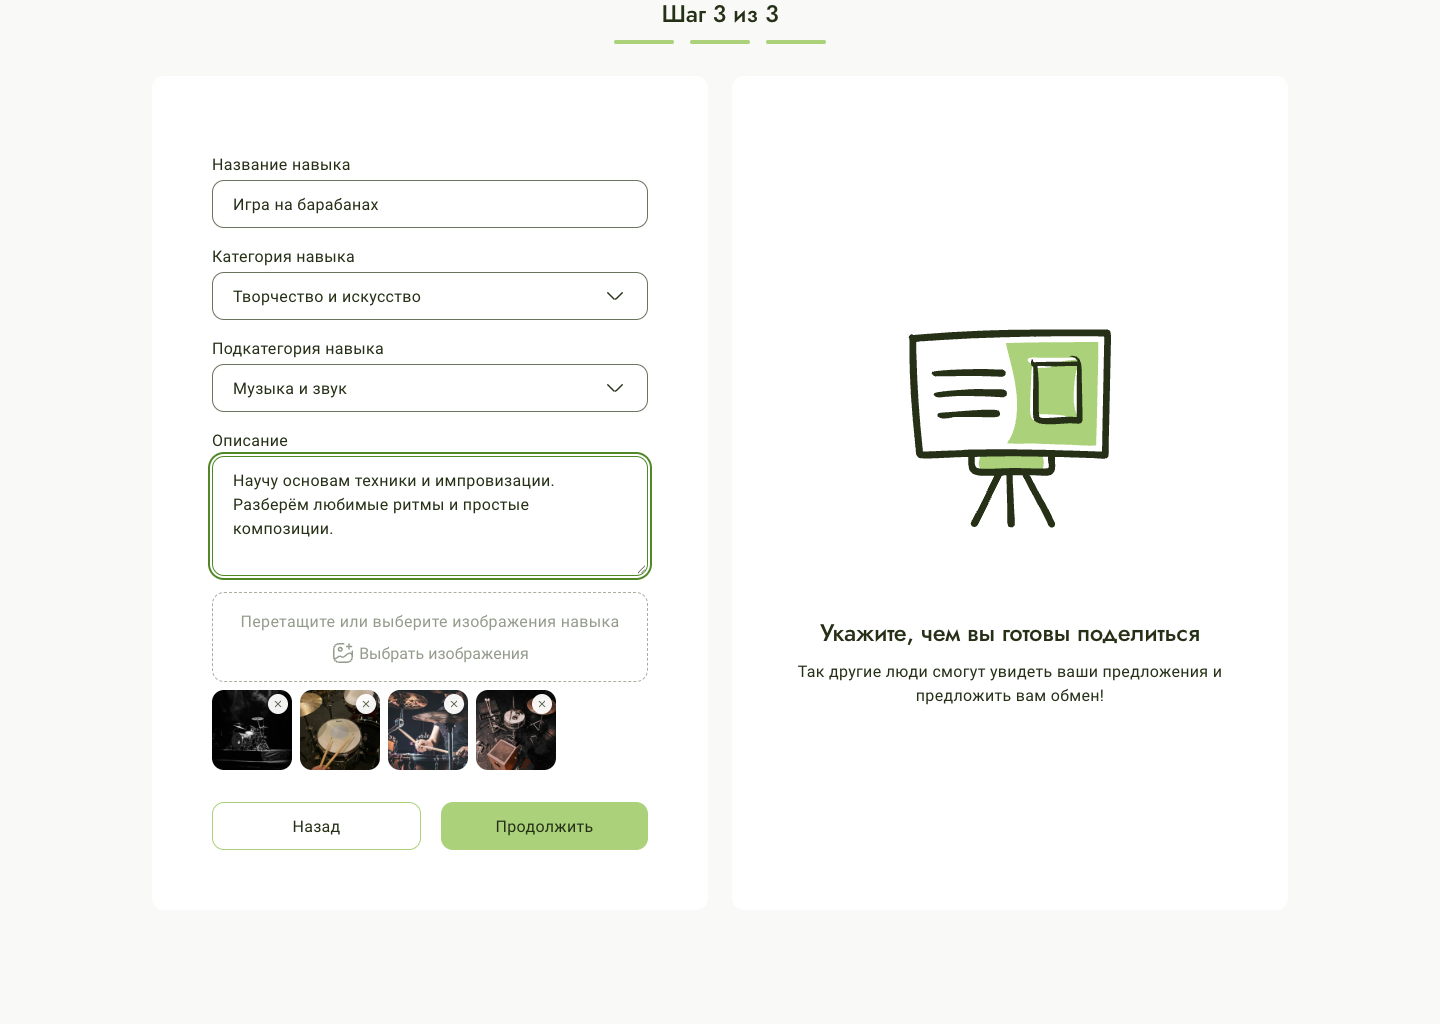 Шаг 3 из 3
Название навыка
Игра на барабанах
Категория навыка
Творчество и искусство
Подкатегория навыка
Музыка и звук
Описание
Научу основам техники и импровизации.
Разберём любимые ритмы и простые
композиции.
Перетащите или выберите изображения навыка
Выбрать изображения
Назад
Продолжить
Укажите, чем вы готовы поделиться
Так другие люди смогут увидеть ваши предложения и
предложить вам обмен!